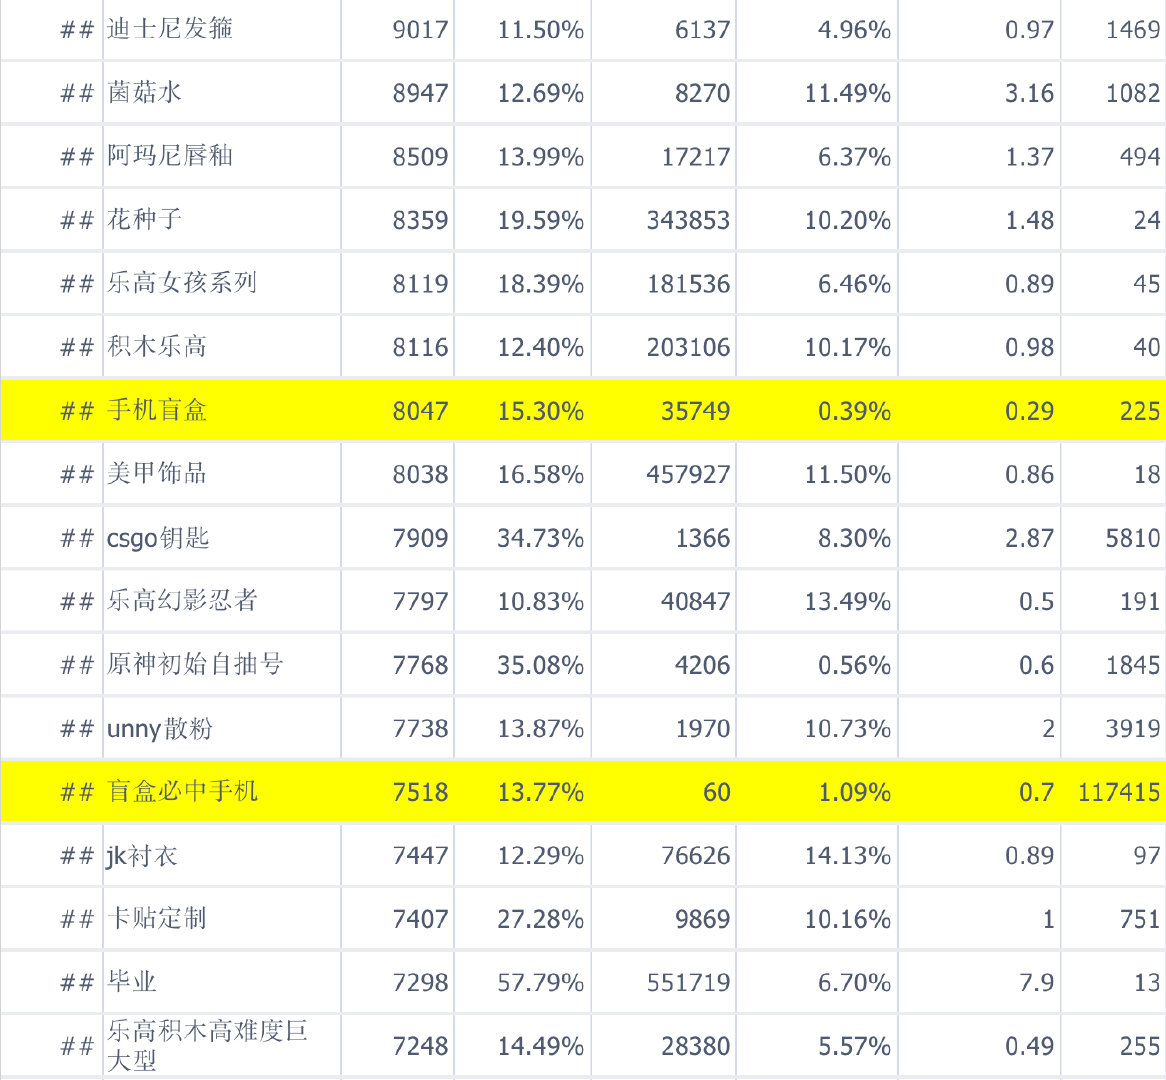 ## 迪士尼发箍 9017 11.50% 6137 4.96% 0.97 1469
## 菌菇水 8947 12.69% 8270 11.49% 3.16 1082
## 阿玛尼唇釉 8509 13.99% 17217 6.37% 1.37 494
## 花种子 8359 19.59% 343853 10.20% 1.48 24
## 乐高女孩系列 8119 18.39% 181536 6.46% 0.89 45
## 积木乐高 8116 12.40% 203106 10.17% 0.98 40
## 手机盲盒 8047 15.30% 35749 0.39% 0.29 225
## 美甲饰品 8038 16.58% 457927 11.50% 0.86 18
## csgo钥匙 7909 34.73% 1366 8.30% 2.87 5810
## 乐高幻影忍者 7797 10.83% 40847 13.49% 0.5 191
## 原神初始自抽号 7768 35.08% 4206 0.56% 0.6 1845
## unny散粉 7738 13.87% 1970 10.73% 2 3919
## 盲盒必中手机 7518 13.77% 60 1.09% 0.7 117415
## jk衬衣 7447 12.29% 76626 14.13% 0.89 97
## 卡贴定制 7407 27.28% 9869 10.16% 1 751
## 毕业 7298 57.79% 551719 6.70% 7.9 13
## 乐高积木高难度巨 7248 14.49% 28380 5.57% 0.49 255
大型